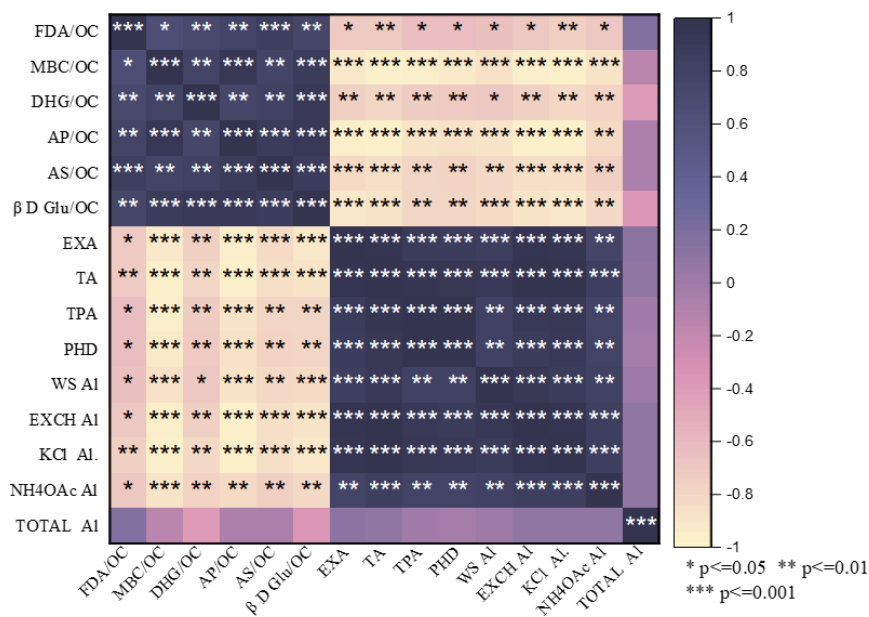 FDA/OC *** * ** ** *** ** * ** * * * * ** *
MBC/OC * *** ** *** ** *** *** *** *** *** *** *** *** ***
DHG/OC ** ** *** ** ** *** ** ** ** ** * ** ** **
AP/OC ** *** ** *** *** *** *** *** *** *** *** *** *** **
AS/OC *** ** ** *** *** *** *** *** ** ** ** *** *** **
β D Glu/OC ** *** *** *** *** *** *** *** ** ** *** *** *** **
EXA * *** ** *** *** *** *** *** *** *** *** *** *** **
TA ** *** ** *** *** *** *** *** *** *** *** *** *** ***
TPA * *** ** *** ** ** *** *** *** *** ** *** *** **
PHD * *** ** *** ** ** *** *** *** *** ** *** *** **
WS Al * *** * *** ** *** *** *** ** ** *** *** *** **
EXCH Al * *** ** *** *** *** *** *** *** *** *** *** *** ***
KCl Al. ** *** ** *** *** *** *** *** *** *** *** *** *** ***
NH4OAc Al * *** ** ** ** ** ** *** ** ** ** *** *** ***
TOTAL Al ***
FDA/OC MBC/OC DHG/OC AP/OC AS/OC β D Glu/OC EXA TA TPA PHD WS Al EXCH Al KCl Al. NH4OAc Al TOTAL Al
1
0.8
0.6
0.4
0.2
0
-0.2
-0.4
-0.6
-0.8
-1
* p<=0.05 ** p<=0.01
*** p<=0.001